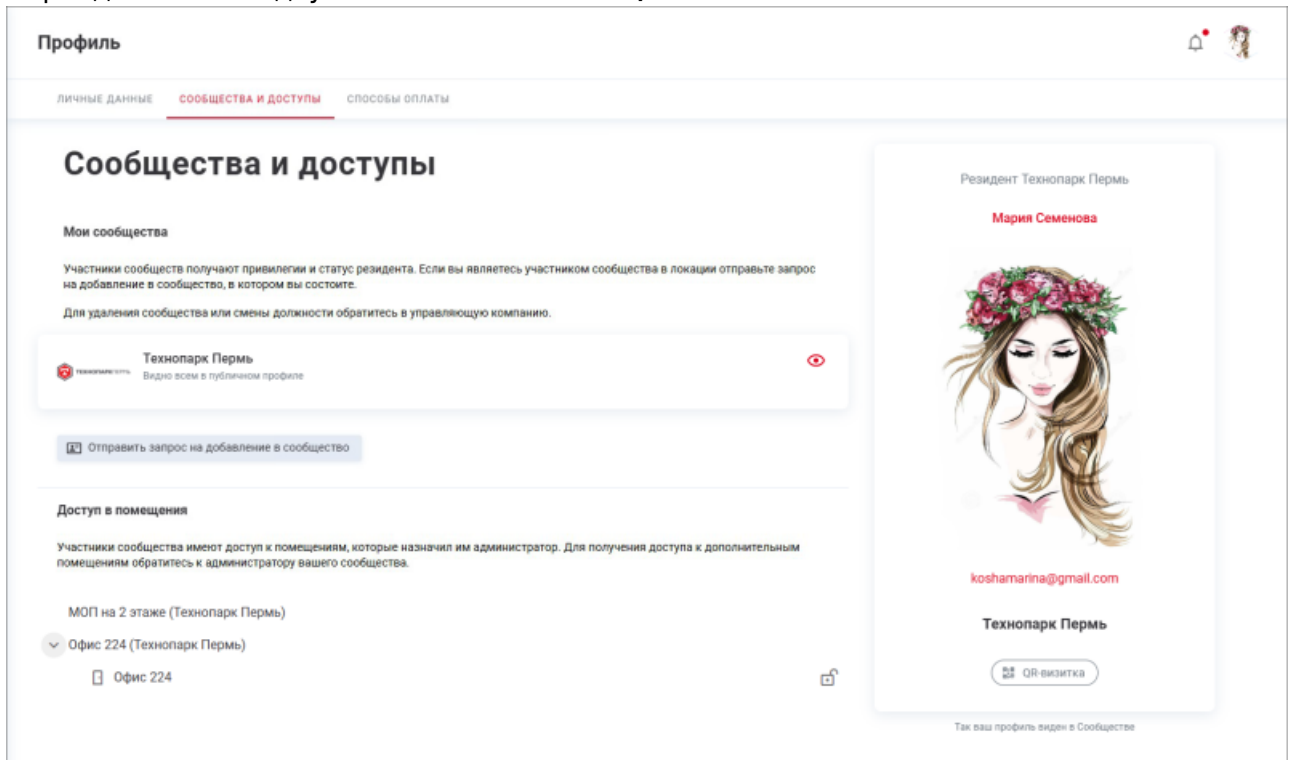 Профиль
ЛИЧНЫЕ ДАННЫЕ СООБЩЕСТВА И ДОСТУПЫ СПОСОБЫ ОПЛАТЫ
Сообщества и доступы
Мои сообщества
Участники сообществ получают привилегии и статус резидента. Если вы являетесь участником сообщества в локации отправьте запрос
на добавление в сообщество, в котором вы состоите.
Для удаления сообщества или смены должности обратитесь в управляющую компанию.
ТЕХНОПАРК ПЕРМЬ
Технопарк Пермь
Видно всем в публичном профиле
Отправить запрос на добавление в сообщество
Доступ в помещения
Участники сообщества имеют доступ к помещениям, которые назначил им администратор. Для получения доступа к дополнительным
помещениям обратитесь к администратору вашего сообщества.
МОП на 2 этаже (Технопарк Пермь)
Офис 224 (Технопарк Пермь)
Офис 224
Резидент Технопарк Пермь
Мария Семенова
koshamarina@gmail.com
Технопарк Пермь
QR-визитка
Так ваш профиль виден в Сообществе